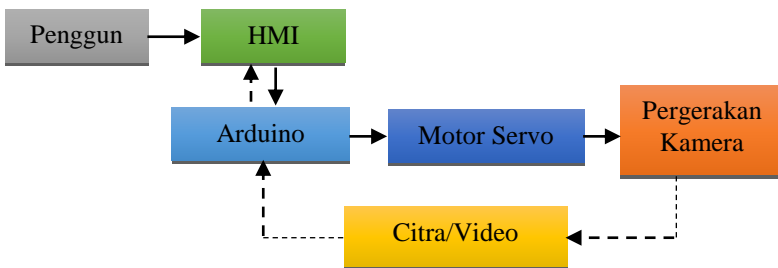 Penggun
HMI
Arduino
Motor Servo
Pergerakan
Kamera
Citra/Video